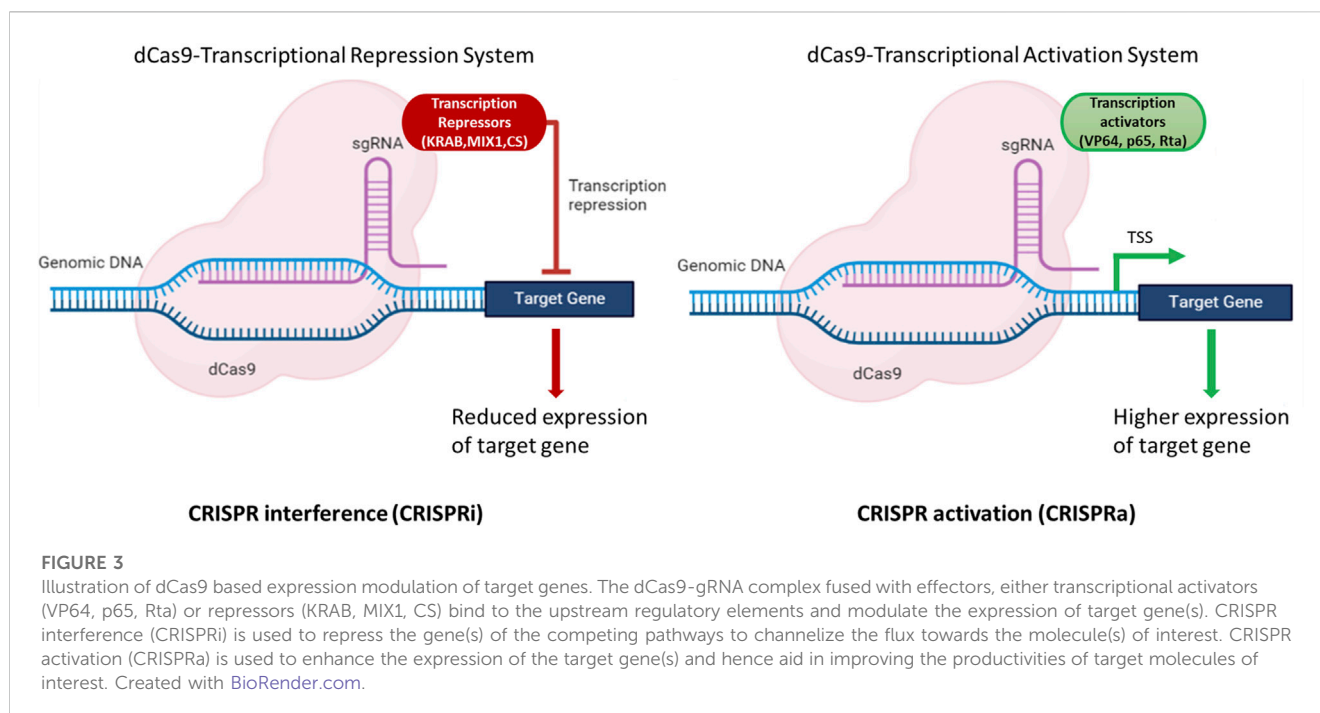 dCas9-Transcriptional Repression System
Transcription
Repressors
(KRAB,MIX1,CS)
sgRNA
Transcription
repression
Genomic DNA
Target Gene
dCas9
Reduced expression
of target gene
CRISPR interference (CRISPRi)
dCas9-Transcriptional Activation System
Transcription
activators
(VP64, p65, Rta)
sgRNA
TSS
Genomic DNA
Target Gene
dCas9
Higher expression
of target gene
CRISPR activation (CRISPRa)
FIGURE 3
Illustration of dCas9 based expression modulation of target genes. The dCas9-gRNA complex fused with effectors, either transcriptional activators
(VP64, p65, Rta) or repressors (KRAB, MIX1, CS) bind to the upstream regulatory elements and modulate the expression of target gene(s). CRISPR
interference (CRISPRi) is used to repress the gene(s) of the competing pathways to channelize the flux towards the molecule(s) of interest. CRISPR
activation (CRISPRa) is used to enhance the expression of the target gene(s) and hence aid in improving the productivities of target molecules of
interest. Created with BioRender.com.